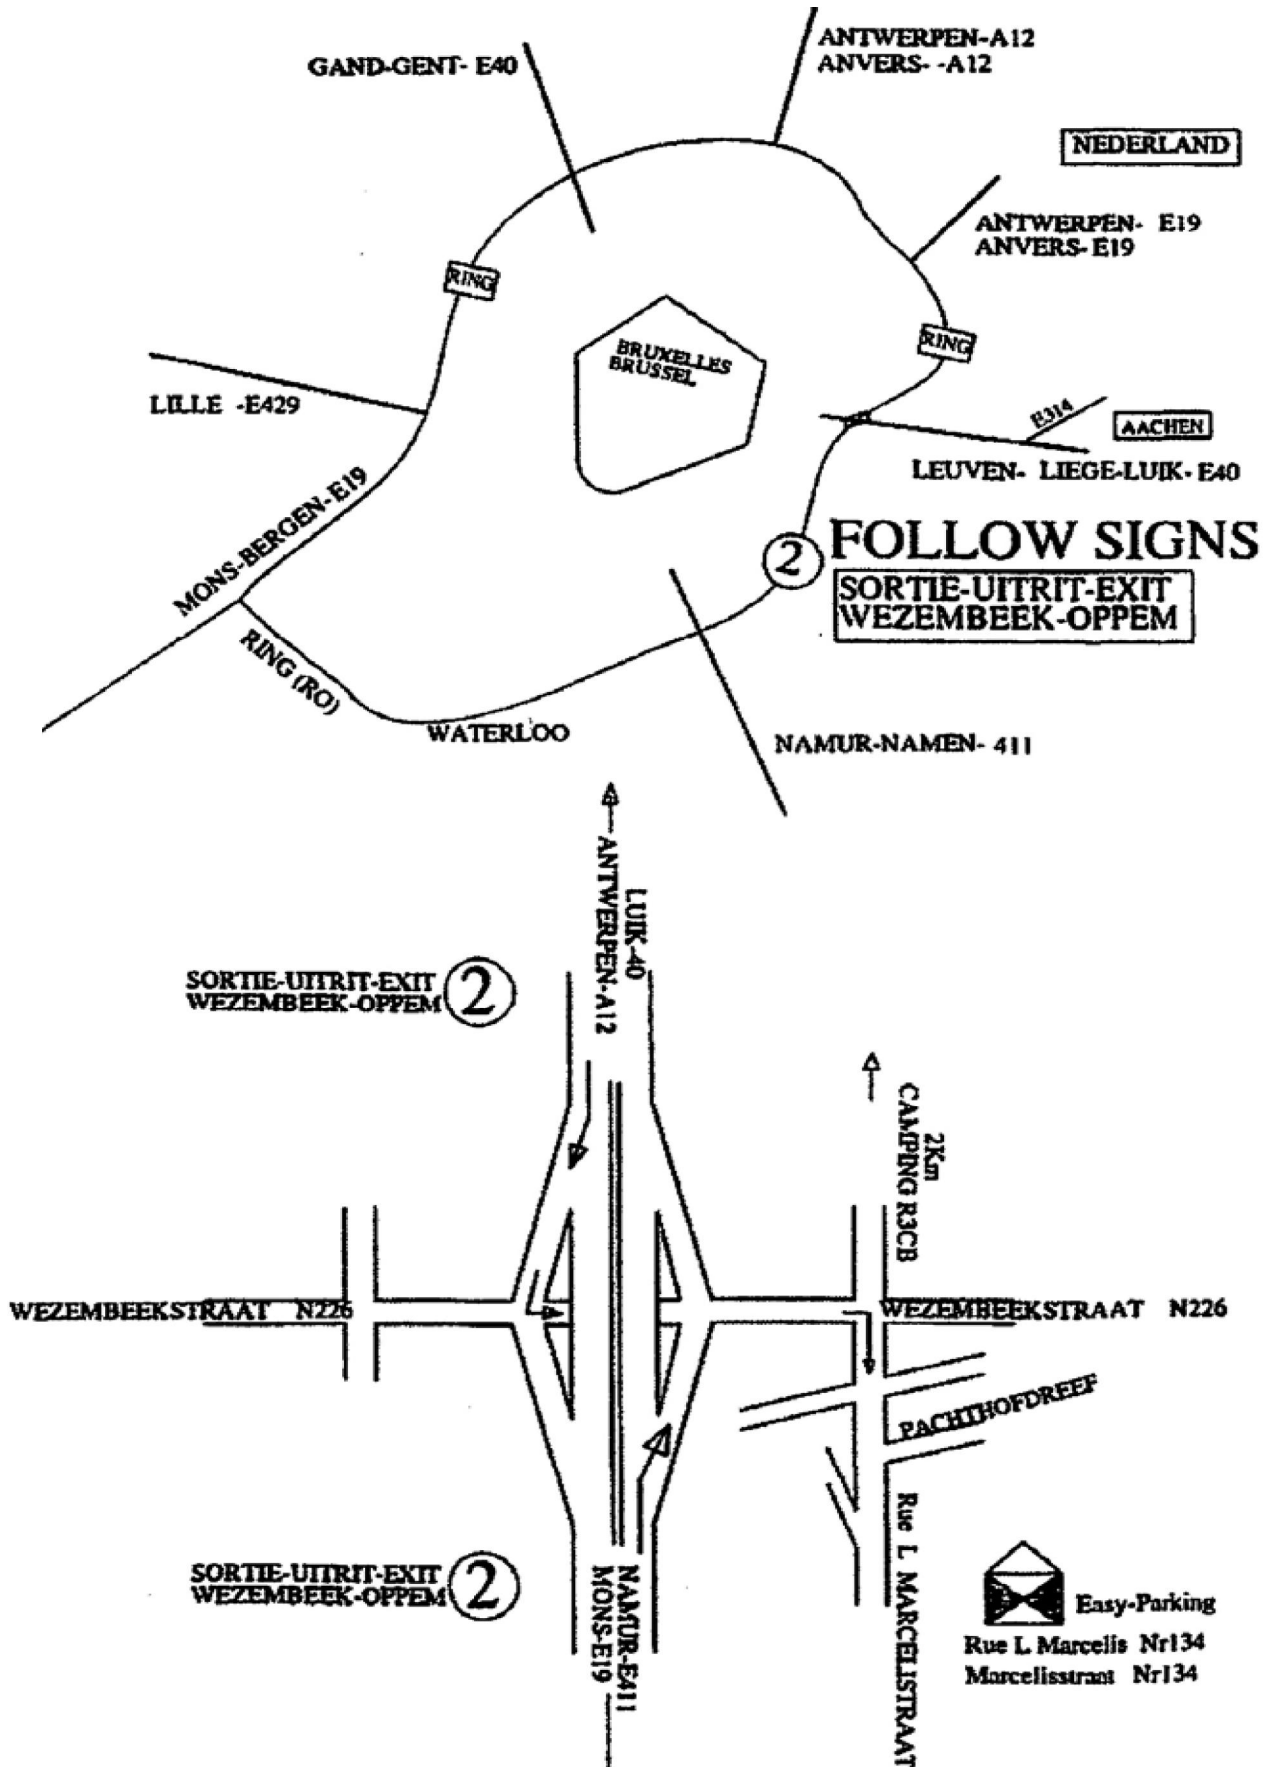 GAND-GENT- E40
ANTWERPEN-A12
ANVERS- -A12
NEDERLAND
ANTWERPEN- E19
ANVERS-E19
RING
RING
BRUXELLES
BRUSSEL
LILLE -E429
E314
AACHEN
LEUVEN- LIEGE-LUIK- E40
MONS-BERGEN-E19
2
FOLLOW SIGNS
SORTIE-UITRIT-EXIT
WEZEMBEEK-OPPEM
RING (RO)
WATERLOO
NAMUR-NAMEN- 411
LUIK-40
ANTWERPEN-A12
SORTIE-UITRIT-EXIT
WEZEMBEEK-OPPEM
2
2Km
CAMPING R3CB
WEZEMBEEKSTRAAT N226
WEZEMBEEKSTRAAT N226
PACHTHOFDREEF
SORTIE-UITRIT-EXIT
WEZEMBEEK-OPPEM
2
NAMUR-E411
MONS-E19
Rue L MARCELISTRAAT
Easy-Parking
Rue L. Marcelis Nr134
Marcelisstraat Nr134